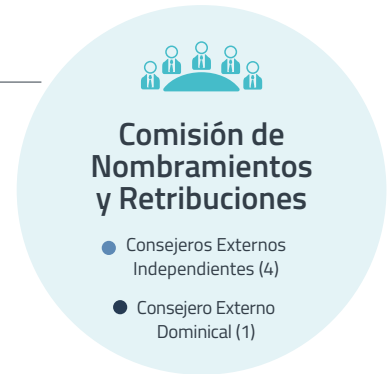 Comisión de
Nombramientos
y Retribuciones
Consejeros Externos
Independientes (4)
Consejero Externo
Dominical (1)